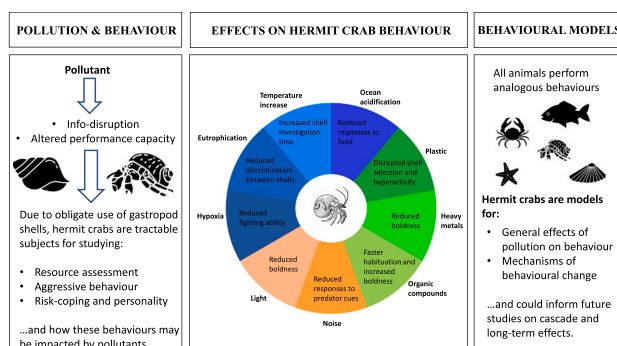 POLLUTION & BEHAVIOUR
Pollutant
• Info-disruption
• Altered performance capacity
Due to obligate use of gastropod
shells, hermit crabs are tractable
subjects for studying:
• Resource assessment
• Aggressive behaviour
• Risk-coping and personality
...and how these behaviours may
be impacted by pollutants
EFFECTS ON HERMIT CRAB BEHAVIOUR
Temperature
increase
Increased shell
investigation
time
Ocean
acidification
Reduced
responses to
food
Plastic
Disrupted shell
selection and
hyperactivity
Heavy
metals
Reduced
boldness
Organic
compounds
Faster
habituation and
increased
boldness
Noise
Reduced
responses to
predator cues
Light
Reduced
boldness
Hypoxia
Reduced
fighting ability
Eutrophication
Reduced
discrimination
between shells
BEHAVIOURAL MODELS
All animals perform
analogous behaviours
Hermit crabs are models
for:
• General effects of
pollution on behaviour
• Mechanisms of
behavioural change
...and could inform future
studies on cascade and
long-term effects.